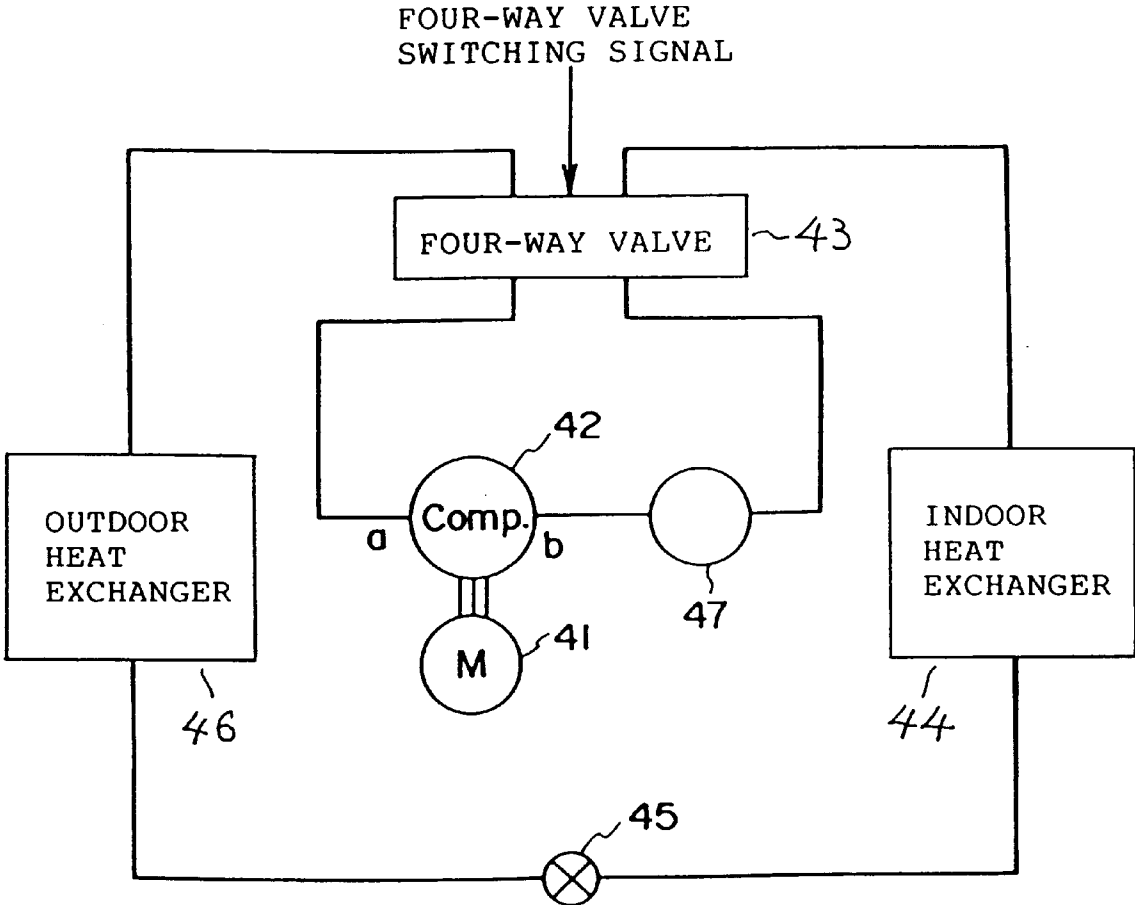 FOUR-WAY VALVE
SWITCHING SIGNAL
FOUR-WAY VALVE
43
42
Comp.
a
b
47
41
M
OUTDOOR
HEAT
EXCHANGER
46
INDOOR
HEAT
EXCHANGER
44
45